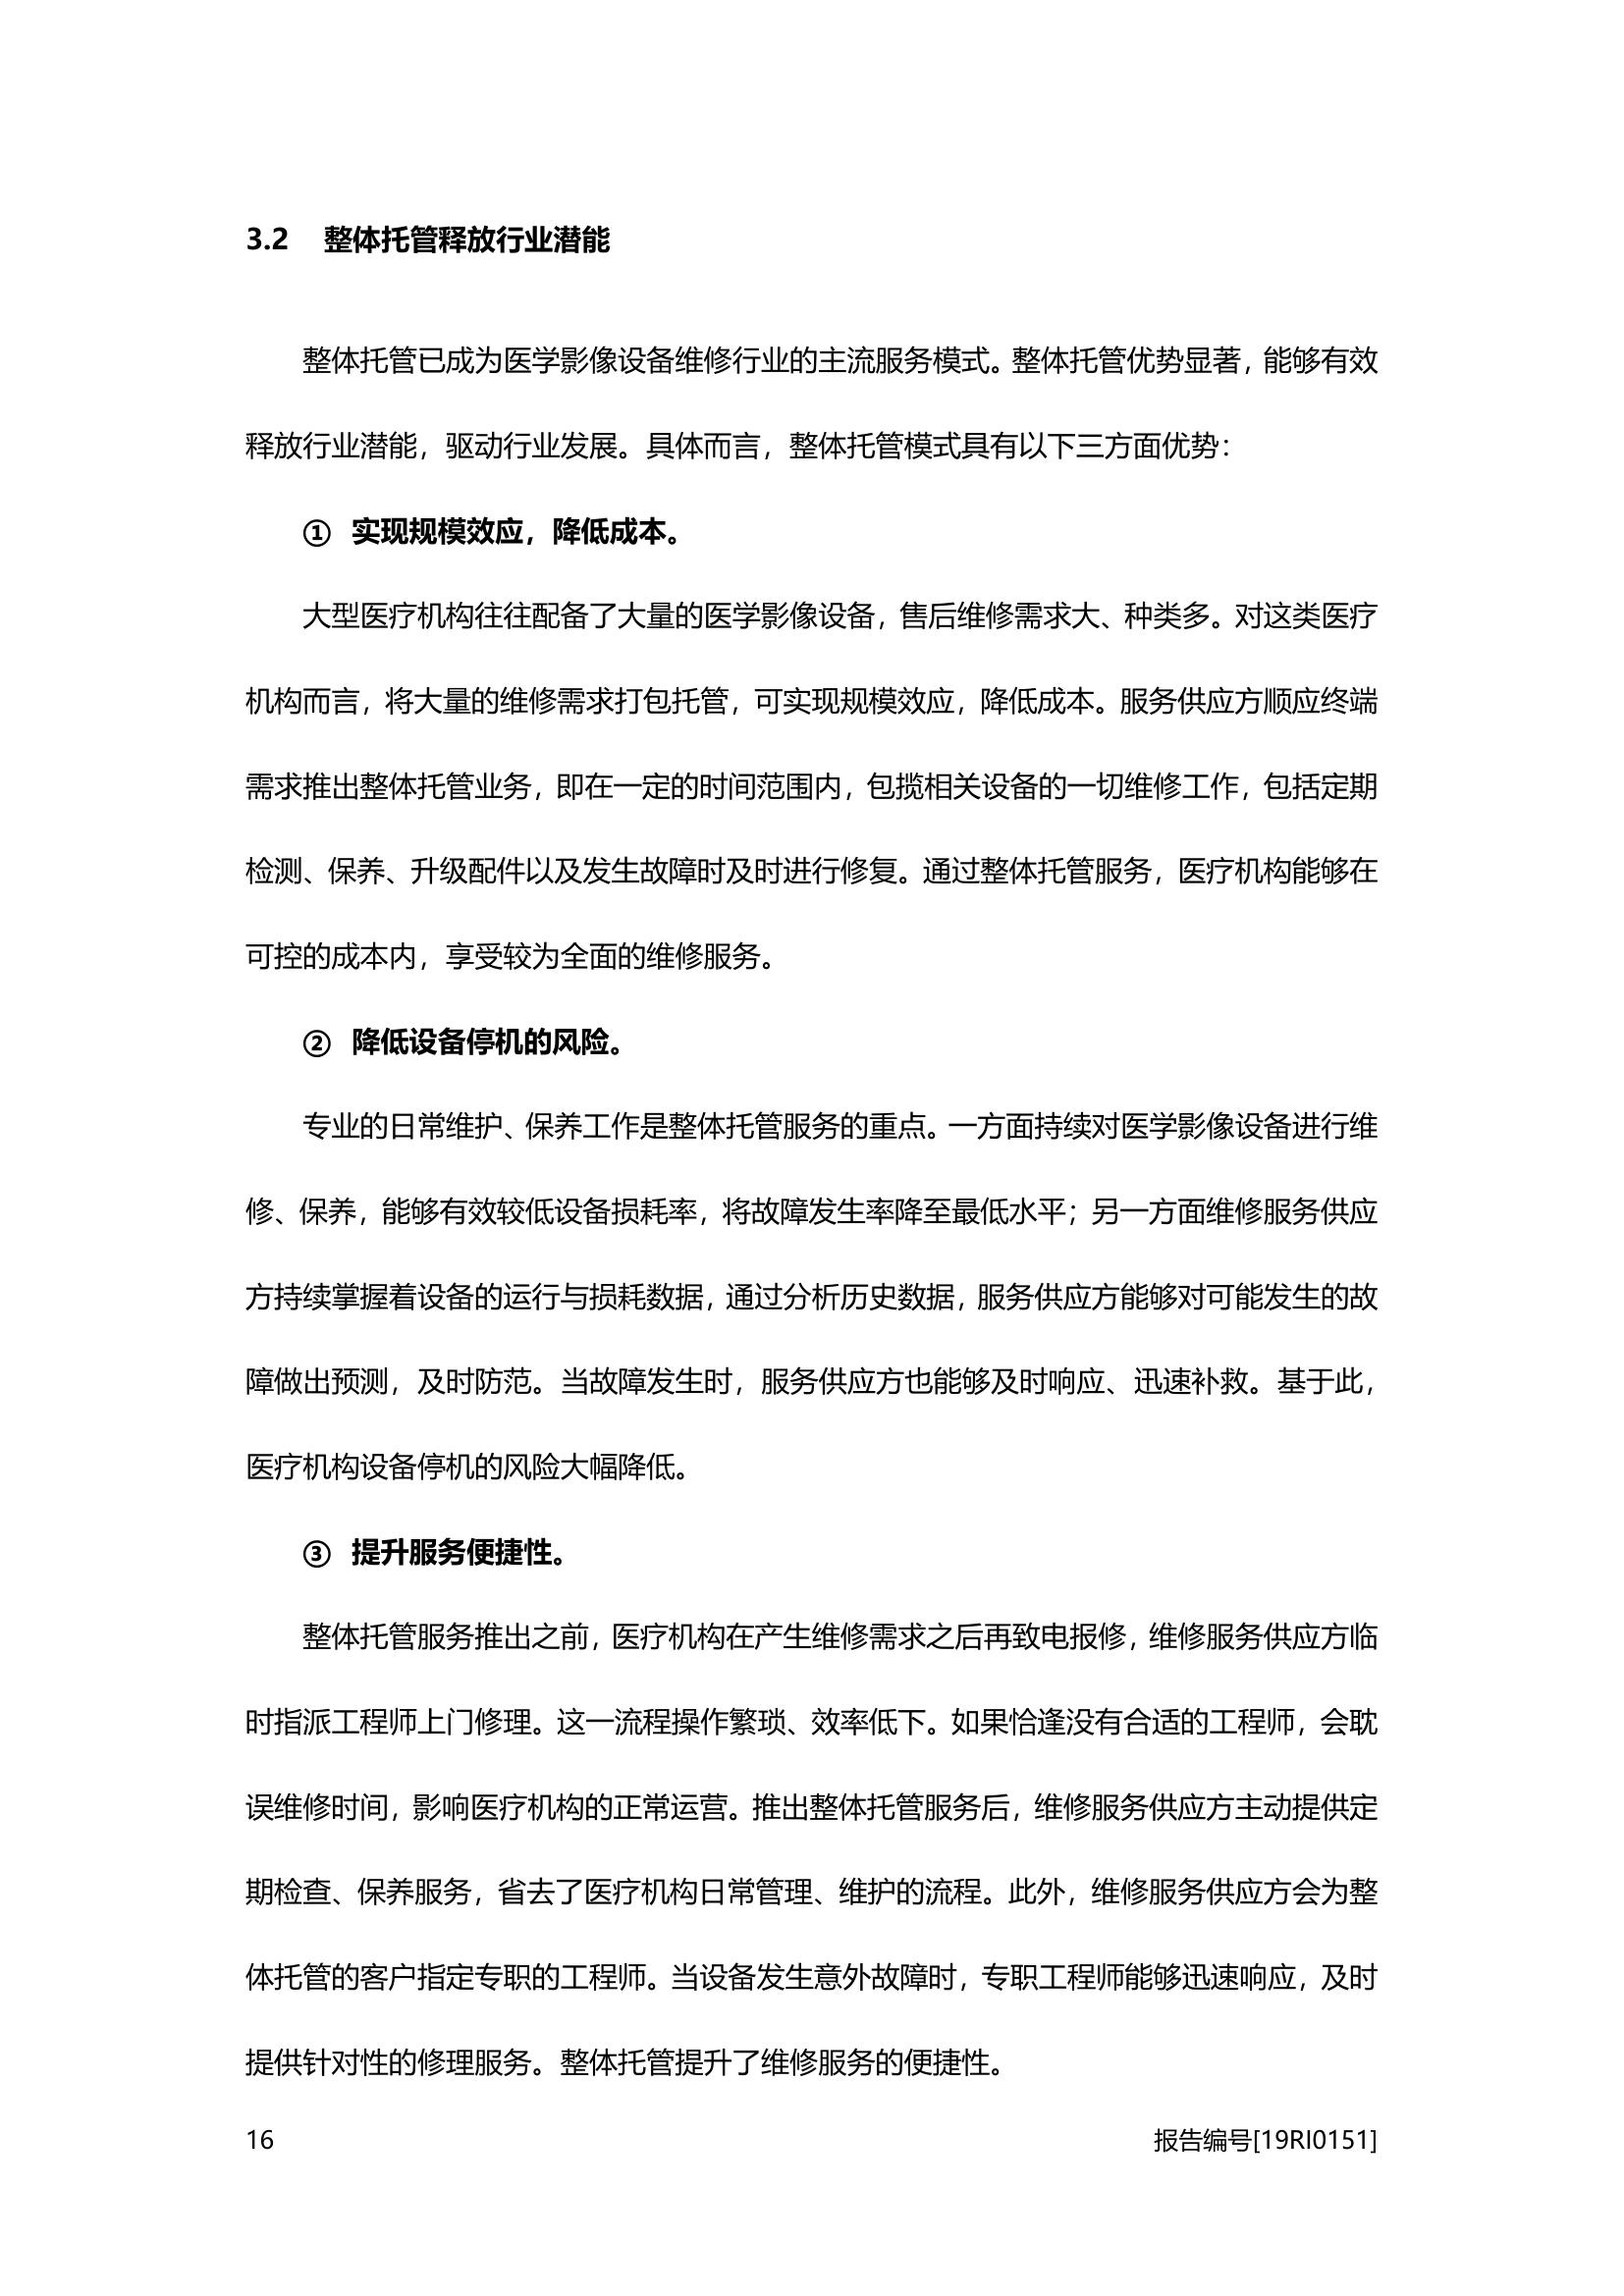 3.2 整体托管释放行业潜能
整体托管已成为医学影像设备维修行业的主流服务模式。整体托管优势显著，能够有效
释放行业潜能，驱动行业发展。具体而言，整体托管模式具有以下三方面优势：
① 实现规模效应，降低成本。
大型医疗机构往往配备了大量的医学影像设备，售后维修需求大、种类多。对这类医疗
机构而言，将大量的维修需求打包托管，可实现规模效应，降低成本。服务供应方顺应终端
需求推出整体托管业务，即在一定的时间范围内，包揽相关设备的一切维修工作，包括定期
检测、保养、升级配件以及发生故障时及时进行修复。通过整体托管服务，医疗机构能够在
可控的成本内，享受较为全面的维修服务。
② 降低设备停机的风险。
专业的日常维护、保养工作是整体托管服务的重点。一方面持续对医学影像设备进行维
修、保养，能够有效较低设备损耗率，将故障发生率降至最低水平；另一方面维修服务供应
方持续掌握着设备的运行与损耗数据，通过分析历史数据，服务供应方能够对可能发生的故
障做出预测，及时防范。当故障发生时，服务供应方也能够及时响应、迅速补救。基于此，
医疗机构设备停机的风险大幅降低。
③ 提升服务便捷性。
整体托管服务推出之前，医疗机构在产生维修需求之后再致电报修，维修服务供应方临
时指派工程师上门修理。这一流程操作繁琐、效率低下。如果恰逢没有合适的工程师，会耽
误维修时间，影响医疗机构的正常运营。推出整体托管服务后，维修服务供应方主动提供定
期检查、保养服务，省去了医疗机构日常管理、维护的流程。此外，维修服务供应方会为整
体托管的客户指定专职的工程师。当设备发生意外故障时，专职工程师能够迅速响应，及时
提供针对性的修理服务。整体托管提升了维修服务的便捷性。
16 报告编号[19RI0151]